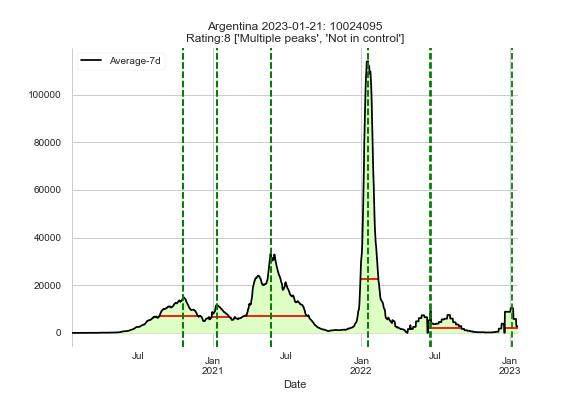 Argentina 2023-01-21: 10024095
Rating:8 ['Multiple peaks', 'Not in control']
Average-7d
100000
80000
60000
40000
20000
0
Jul
Jan
2021
Jul
Jan
2022
Jul
Jan
2023
Date